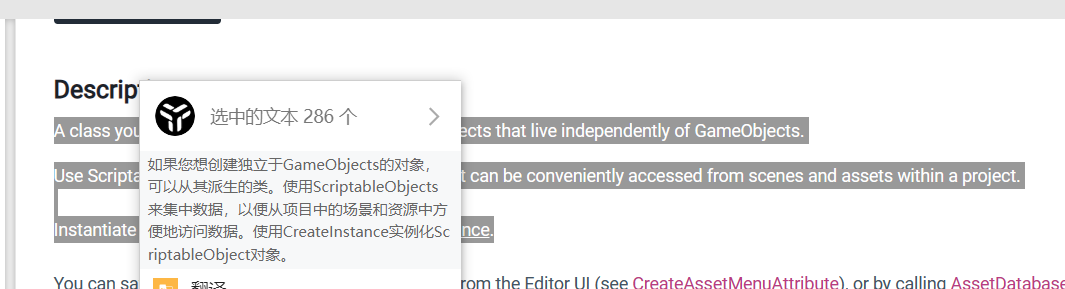 Descript
选中的文本 286 个
A class you
ects that live independently of GameObjects.
如果您想创建独立于GameObjects的对象，
可以从其派生的类。使用ScriptableObjects
来集中数据，以便从项目中的场景和资源中方
便地访问数据。使用CreateInstance实例化Sc
riptableObject对象。
Use Scripta
t can be conveniently accessed from scenes and assets within a project.
Instantiate
nce.
翻译
You can sa
rom the Editor UI (see CreateAssetMenuAttribute), or by calling AssetDatabase